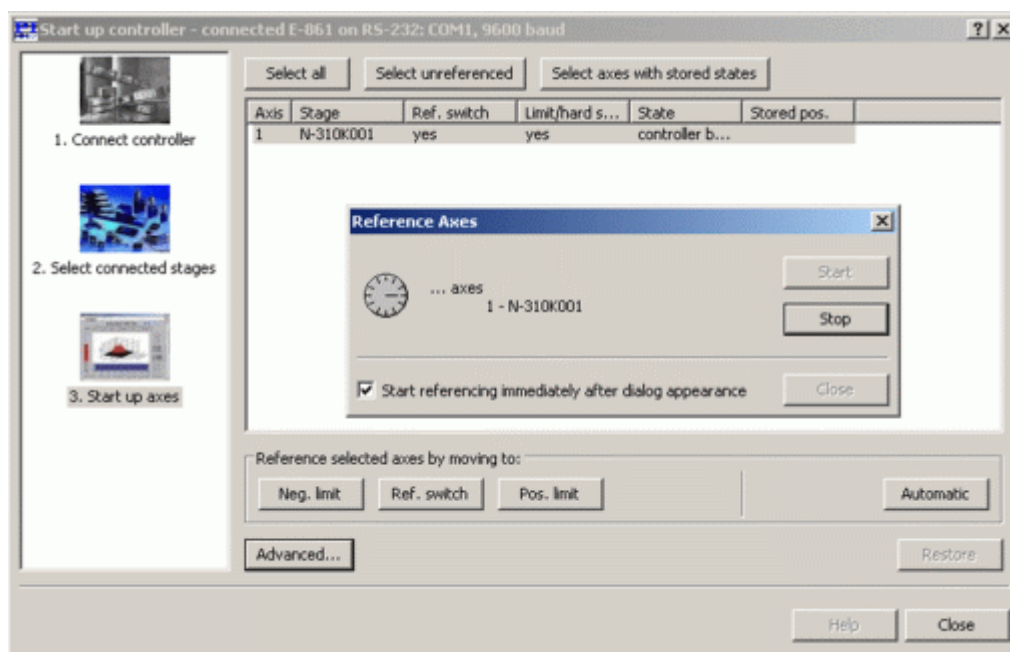 Start up controller - connected E-861 on RS-232: COM1, 9600 baud
Select all Select unreferenced Select axes with stored states
Axis Stage Ref. switch Limit/hard s... State Stored pos.
1 N-310K001 yes yes controller b...
1. Connect controller
2. Select connected stages
3. Start up axes
Reference Axes
... axes
1 - N-310K001
Start
Stop
Start referencing immediately after dialog appearance
Close
Reference selected axes by moving to:
Neg. limit Ref. switch Pos. limit Automatic
Advanced... Restore
Help Close